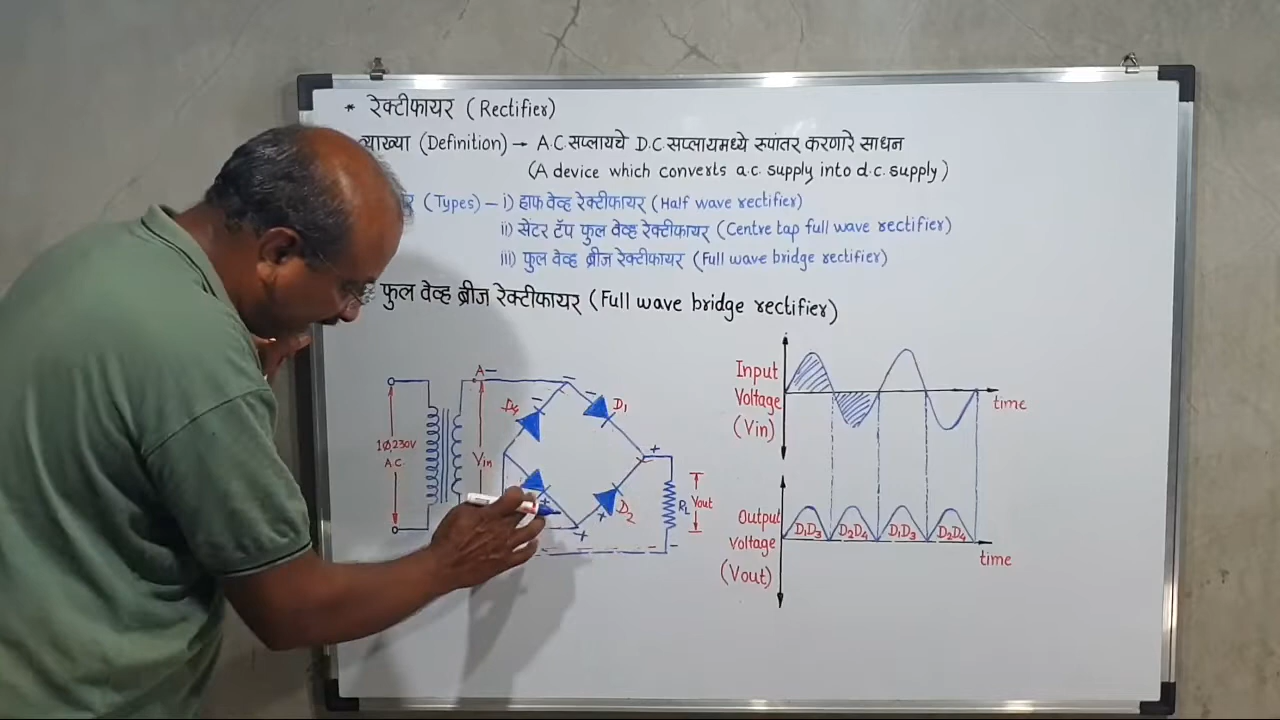 * रेक्टीफायर (Rectifier)
व्याख्या (Definition) → A.C सप्लायचे D.C सप्लायमध्ये रुपांतर करणारे साधन
(A device which converts a.c. supply into d.c. supply)
(Types) – i) हाफ वेव्ह रेक्टीफायर (Half wave rectifier)
ii) सेंटर टॅप फुल वेव्ह रेक्टीफायर (Centre tap full wave rectifier)
iii) फुल वेव्ह ब्रीज रेक्टीफायर (Full wave bridge rectifier)
फुल वेव्ह ब्रीज रेक्टीफायर (Full wave bridge rectifier)
A –
– –
–
D4
D1
1Φ,230V
A.C.
Vin
+
–
+
+
+
D2
RL
Vout
–
Input
Voltage
(Vin)
time
Output
Voltage
(Vout)
D1D3
D2D4
D1D3
D2D4
time